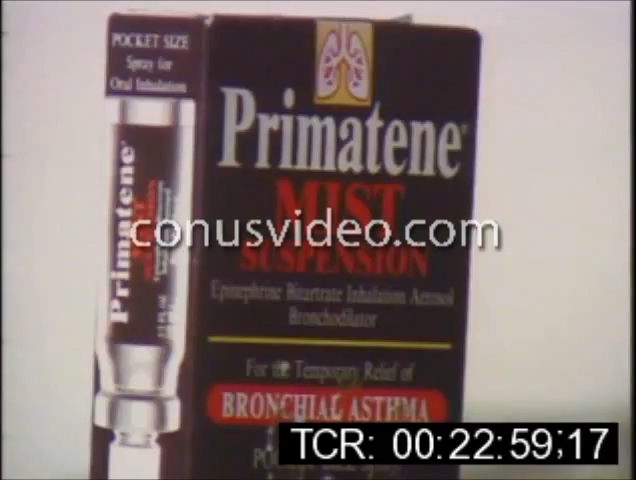 POCKET SIZE
Spray for
Oral Inhalation
Primatene®
Primatene®
MIST
SUSPENSION
Epinephrine Bitartrate Inhalation Aerosol
Bronchodilator
For the Temporary Relief of
BRONCHIAL ASTHMA
conusvideo.com
TCR: 00:22:59;17